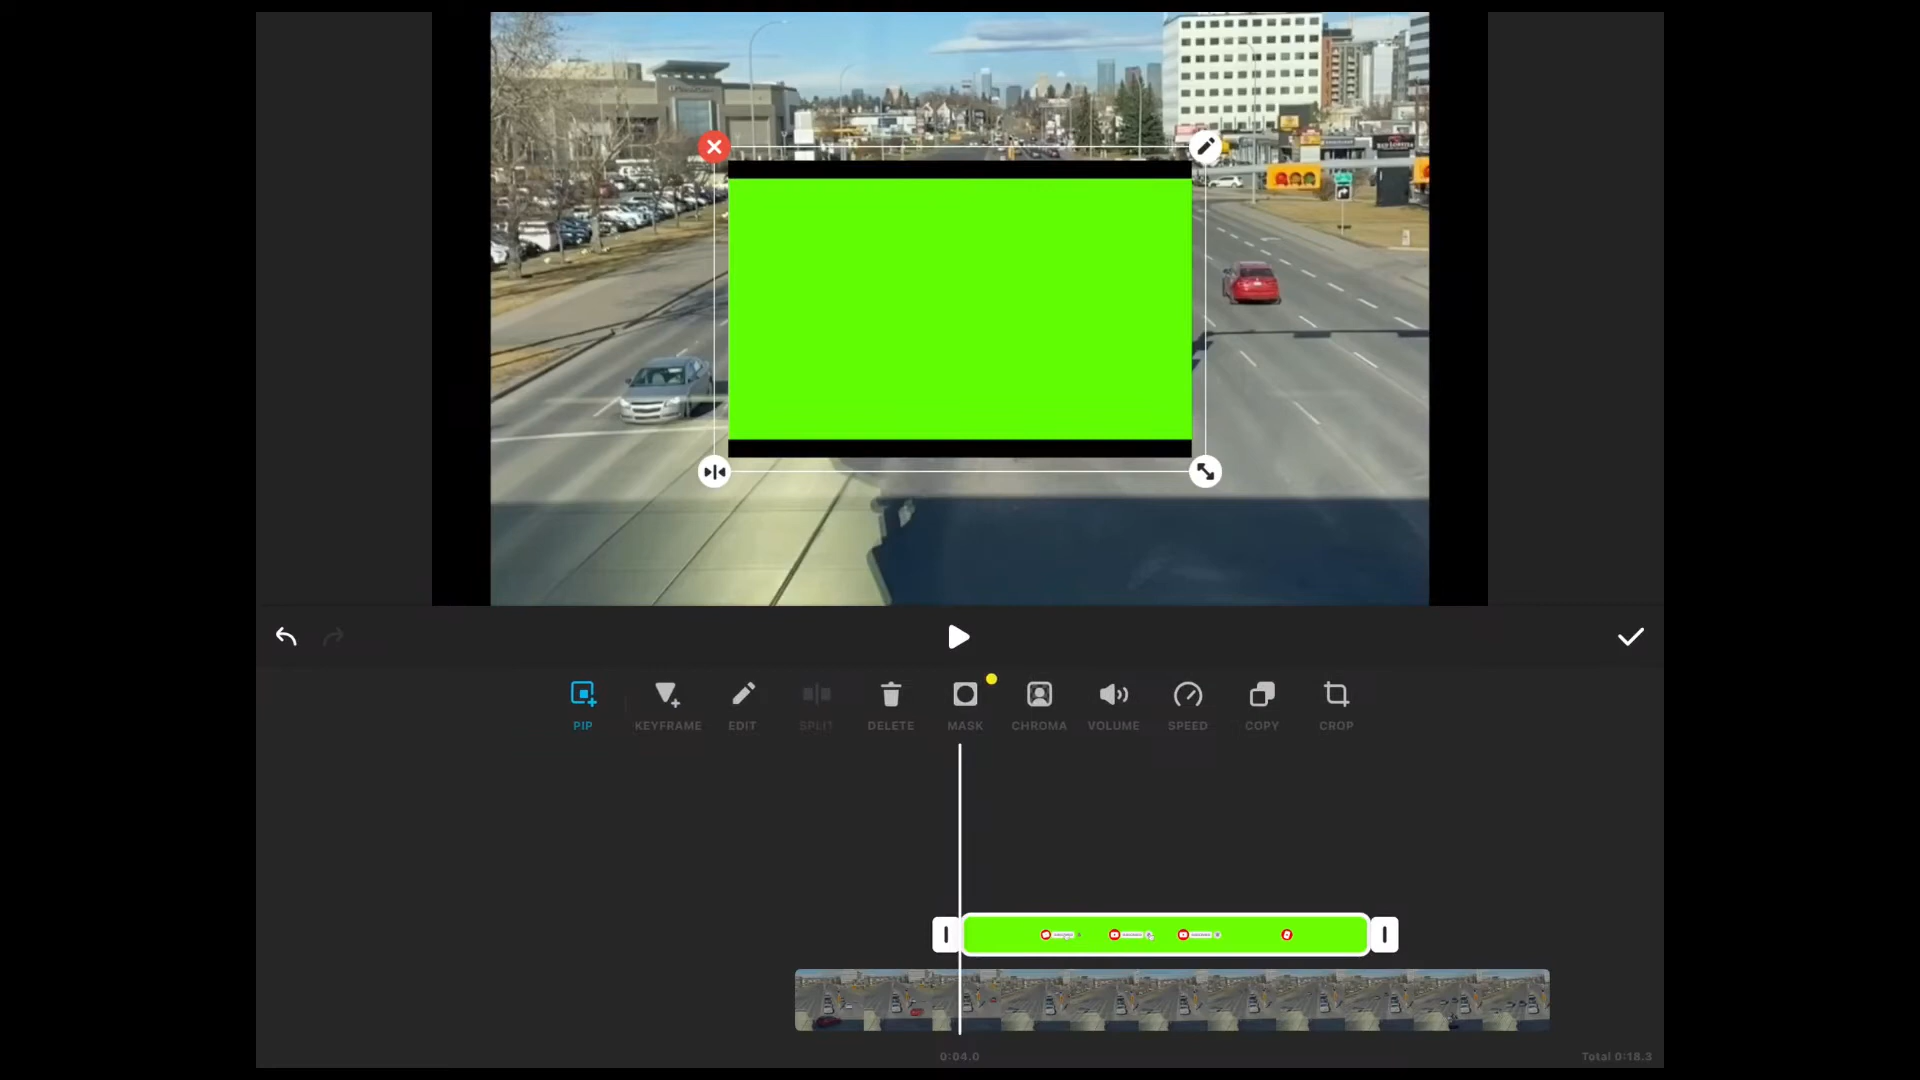 PIP
KEYFRAME
EDIT
SPLIT
DELETE
MASK
CHROMA
VOLUME
SPEED
COPY
CROP
0:04.0
Total 0:18.3